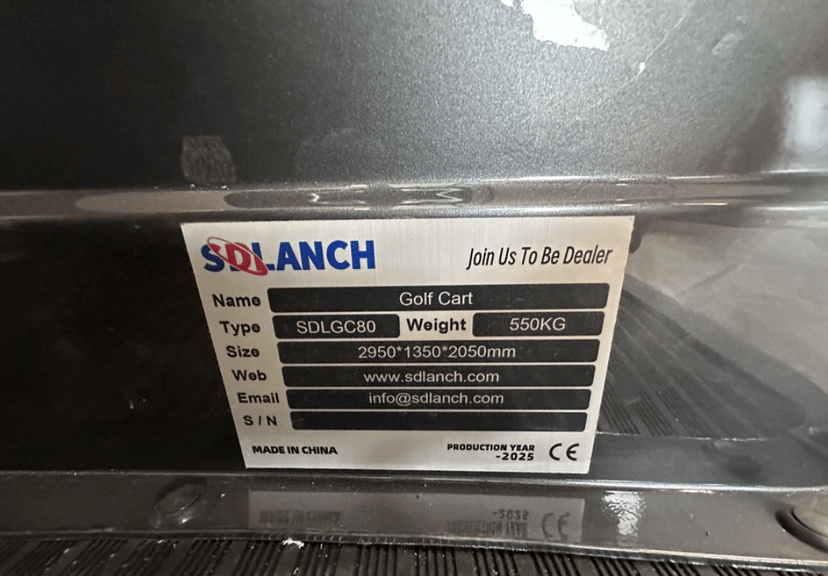 SDLANCH
Join Us To Be Dealer
Name Golf Cart
Type SDLGC80 Weight 550KG
Size 2950*1350*2050mm
Web www.sdlanch.com
Email info@sdlanch.com
S / N
MADE IN CHINA
PRODUCTION YEAR
-2025
CE